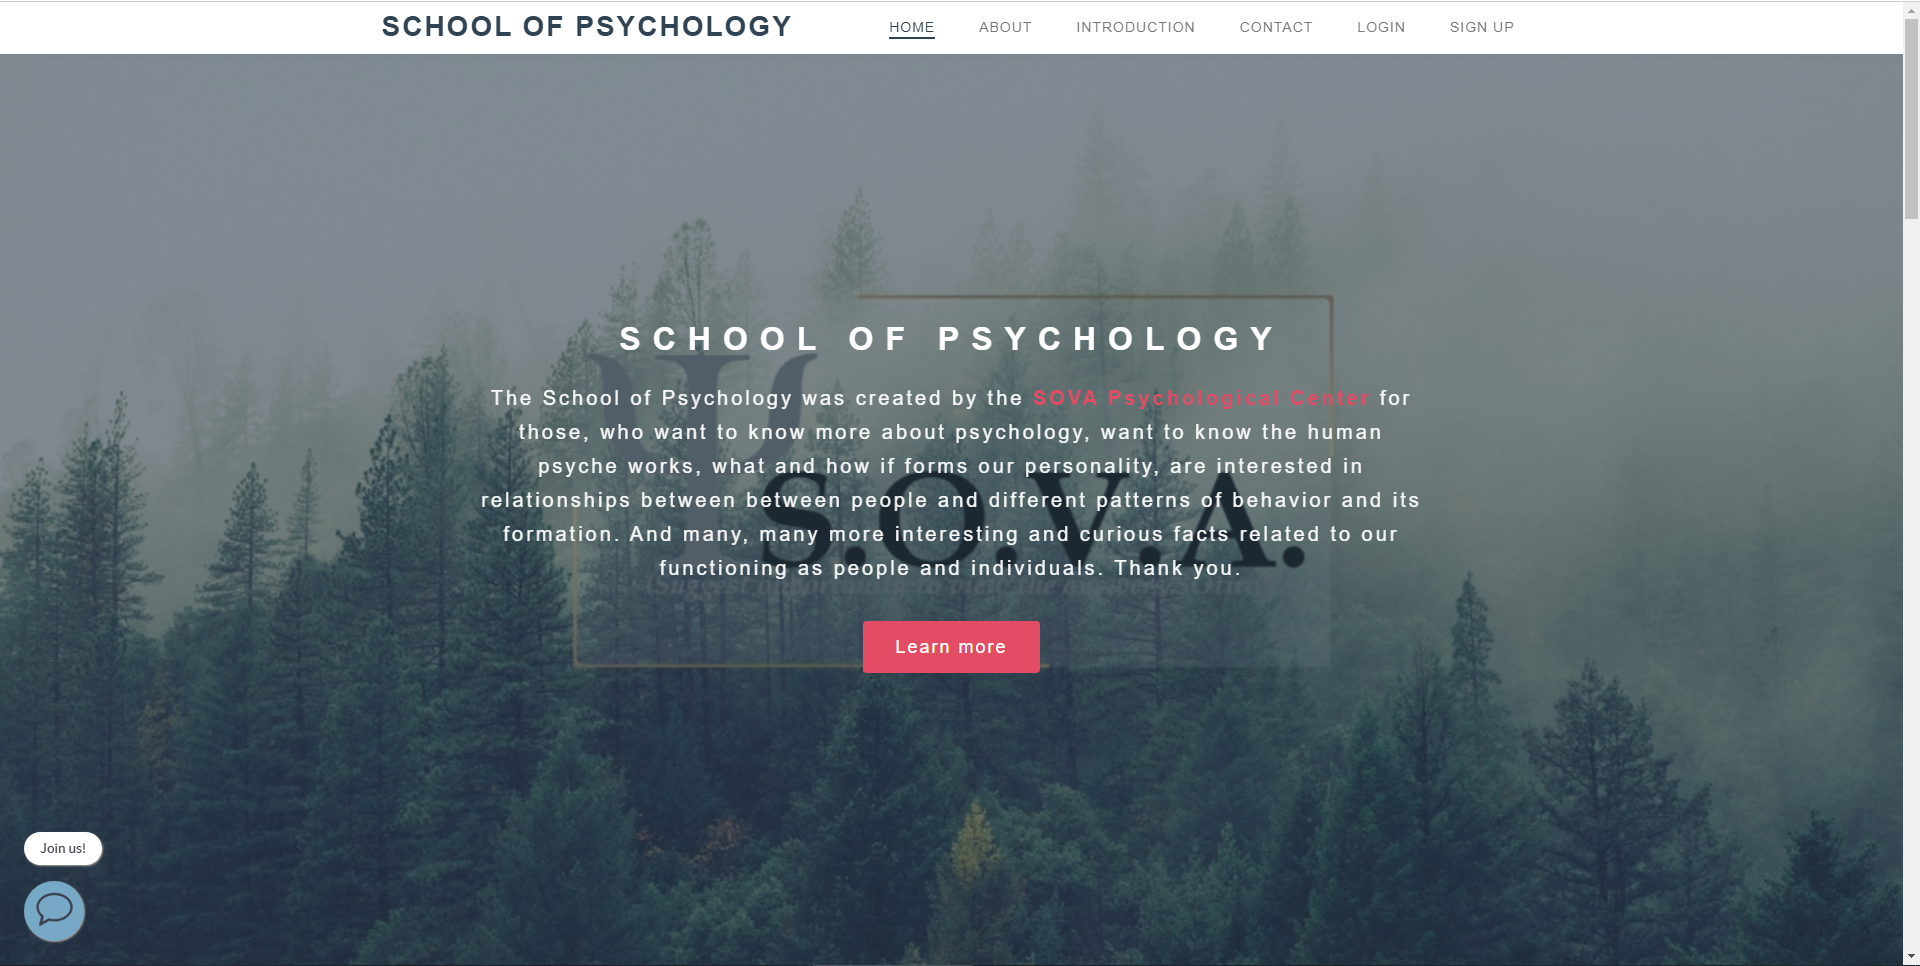 SCHOOL OF PSYCHOLOGY
HOME ABOUT INTRODUCTION CONTACT LOGIN SIGN UP
SCHOOL OF PSYCHOLOGY
The School of Psychology was created by the SOVA Psychological Center for
those, who want to know more about psychology, want to know the human
psyche works, what and how if forms our personality, are interested in
relationships between between people and different patterns of behavior and its
formation. And many, many more interesting and curious facts related to our
functioning as people and individuals. Thank you.
Ψ
S.O.V.A.
Learn more
Join us!